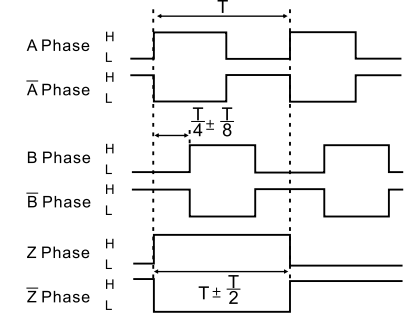 T
A Phase H
L
A̅ Phase H
L
T/4 ± T/8
B Phase H
L
B̅ Phase H
L
Z Phase H
L
T ± T/2
Z̅ Phase H
L